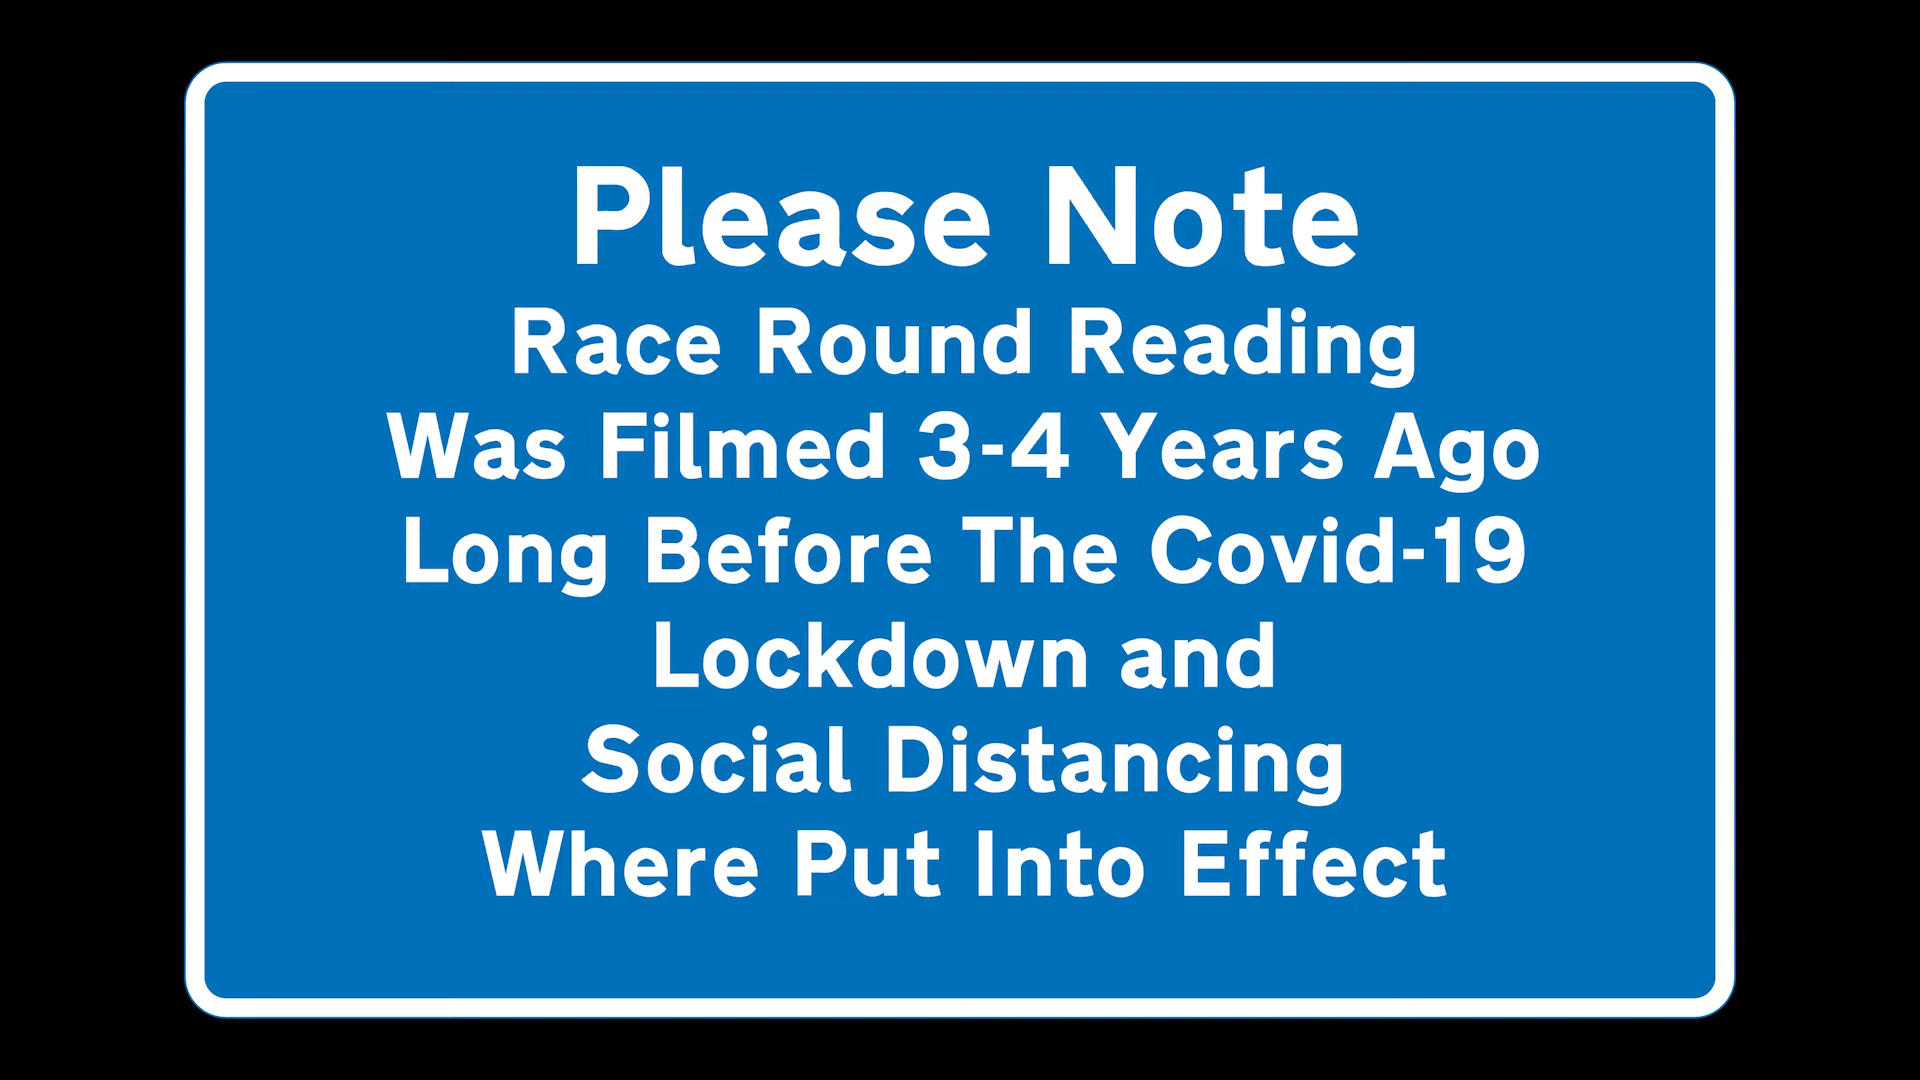 Please Note
Race Round Reading
Was Filmed 3-4 Years Ago
Long Before The Covid-19
Lockdown and
Social Distancing
Where Put Into Effect